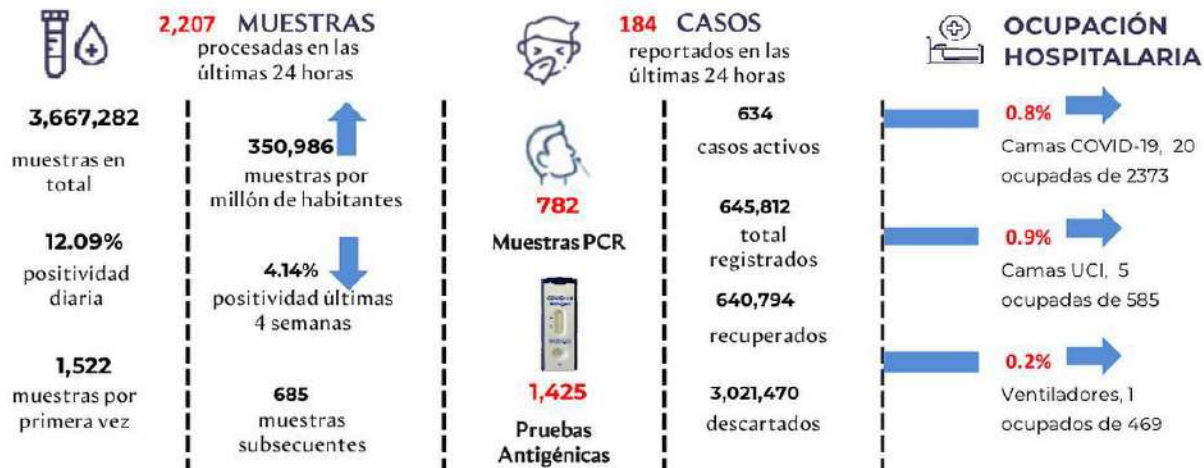 2,207 MUESTRAS
procesadas en las
últimas 24 horas
3,667,282
muestras en
total
12.09%
positividad
diaria
1,522
muestras por
primera vez
350,986
muestras por
millón de habitantes
4.14%
positividad últimas
4 semanas
685
muestras
subsecuentes
184 CASOS
reportados en las
últimas 24 horas
782
Muestras PCR
1,425
Pruebas
Antigénicas
634
casos activos
645,812
total
registrados
640,794
recuperados
3,021,470
descartados
OCUPACIÓN
HOSPITALARIA
0.8%
Camas COVID-19, 20
ocupadas de 2373
0.9%
Camas UCI, 5
ocupadas de 585
0.2%
Ventiladores, 1
ocupados de 469